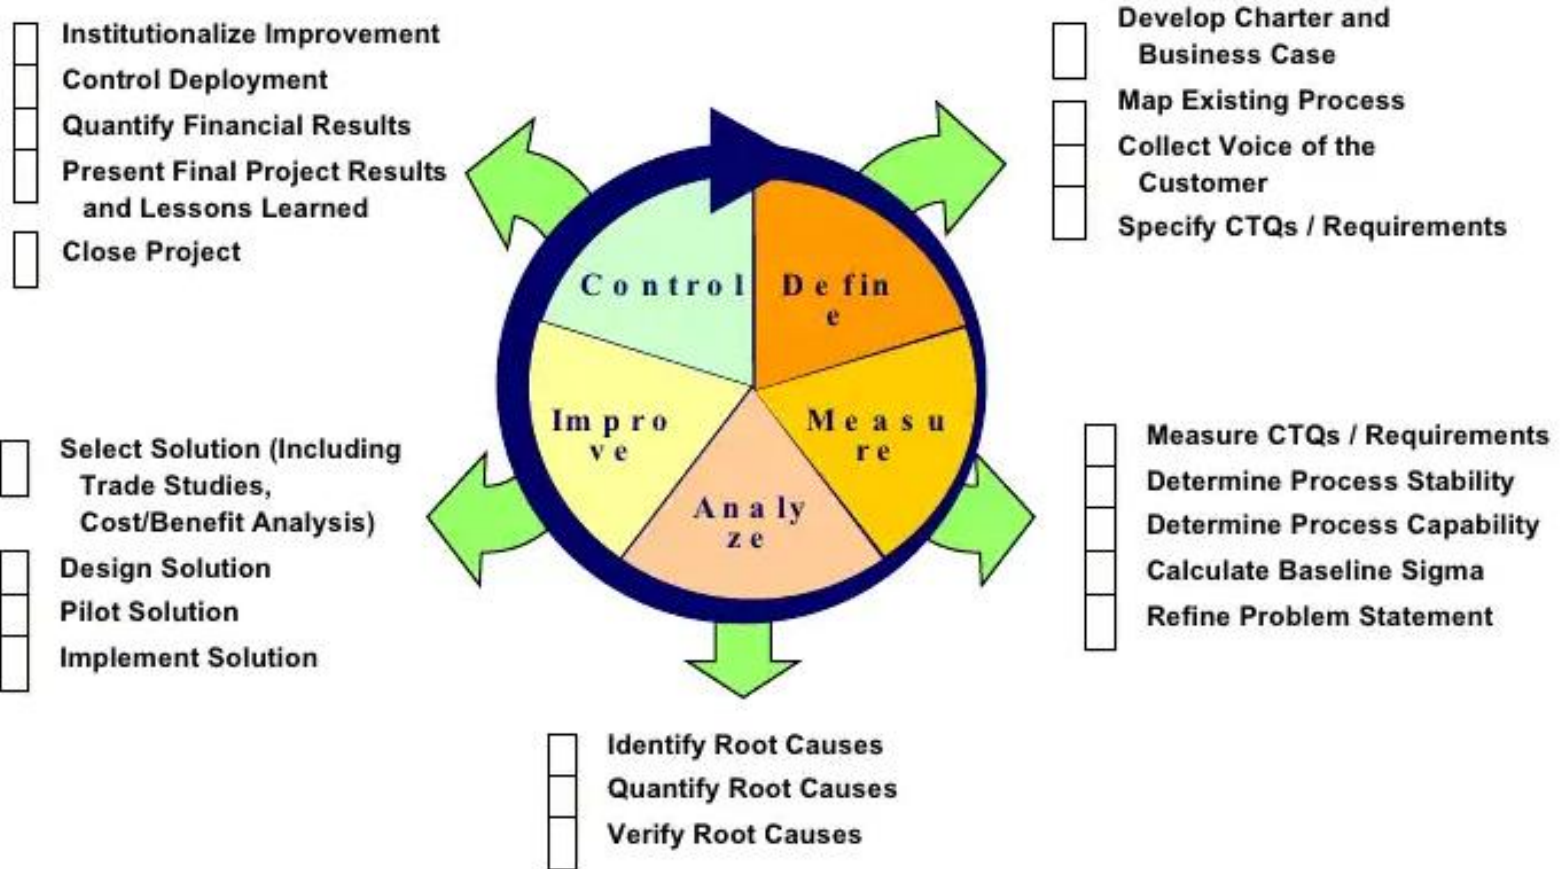 Institutionalize Improvement
Control Deployment
Quantify Financial Results
Present Final Project Results
and Lessons Learned
Close Project
Develop Charter and
Business Case
Map Existing Process
Collect Voice of the
Customer
Specify CTQs / Requirements
Control
Defin
e
Impro
ve
Measu
re
Analy
ze
Select Solution (Including
Trade Studies,
Cost/Benefit Analysis)
Design Solution
Pilot Solution
Implement Solution
Measure CTQs / Requirements
Determine Process Stability
Determine Process Capability
Calculate Baseline Sigma
Refine Problem Statement
Identify Root Causes
Quantify Root Causes
Verify Root Causes